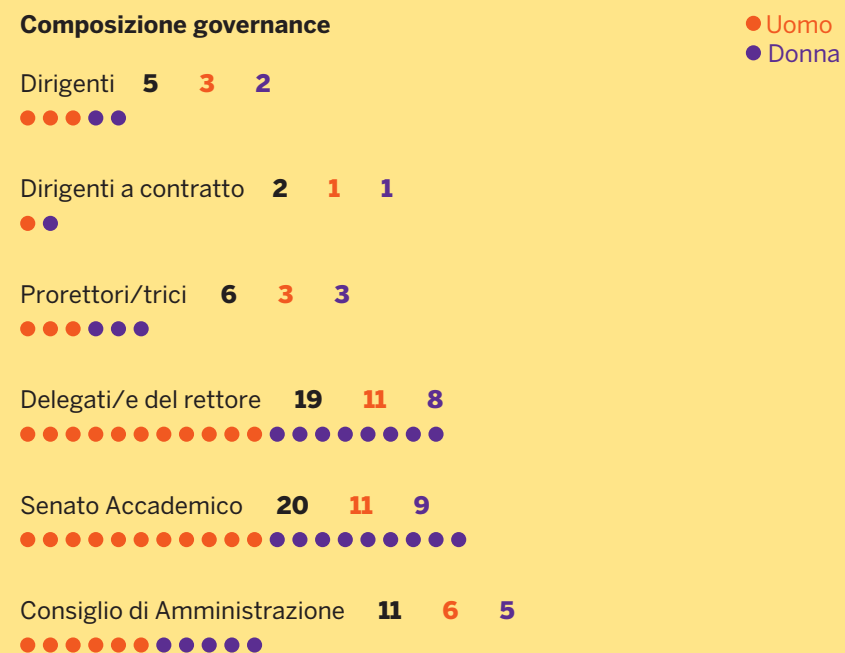 Composizione governance
Uomo
Donna
Dirigenti 5 3 2
Dirigenti a contratto 2 1 1
Prorettori/trici 6 3 3
Delegati/e del rettore 19 11 8
Senato Accademico 20 11 9
Consiglio di Amministrazione 11 6 5